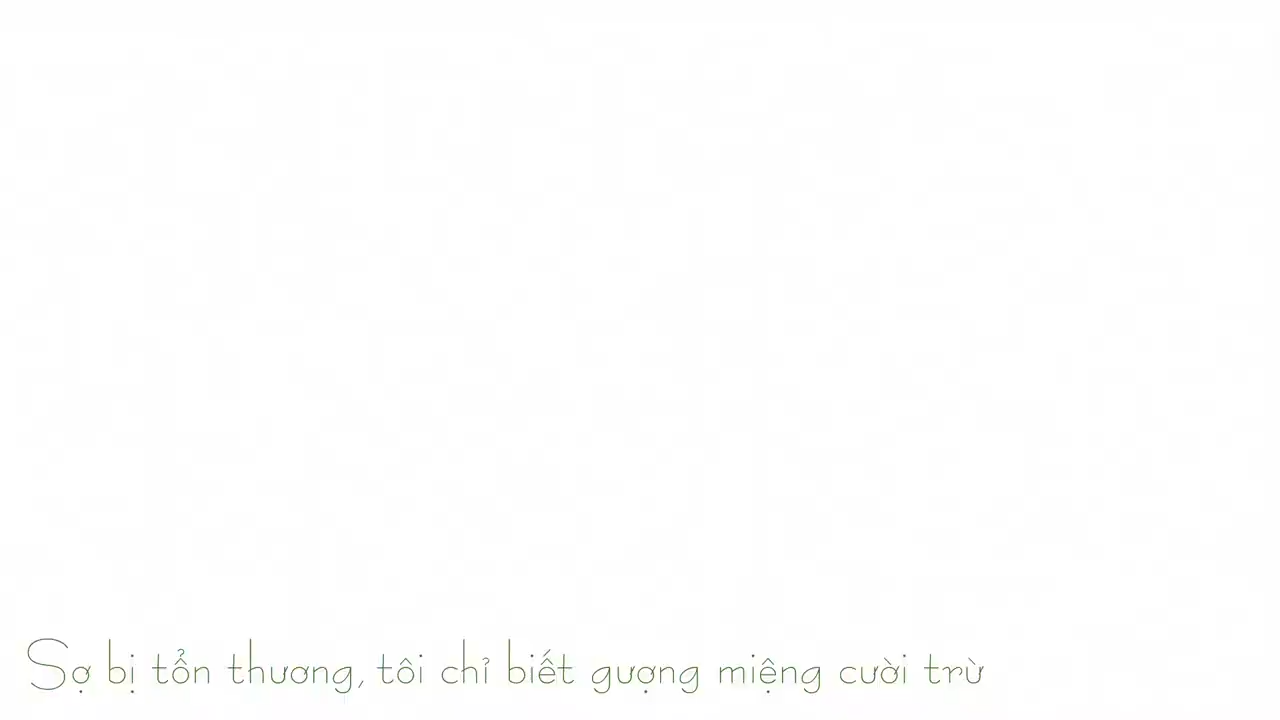 Sợ bị tổn thương, tôi chỉ biết gượng miệng cười trừ